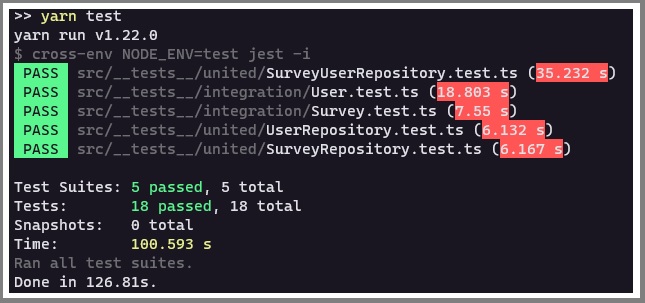 >> yarn test
yarn run v1.22.0
$ cross-env NODE_ENV=test jest -i
PASS src/__tests__/united/SurveyUserRepository.test.ts (35.232 s)
PASS src/__tests__/integration/User.test.ts (18.803 s)
PASS src/__tests__/integration/Survey.test.ts (7.55 s)
PASS src/__tests__/united/UserRepository.test.ts (6.132 s)
PASS src/__tests__/united/SurveyRepository.test.ts (6.167 s)
Test Suites: 5 passed, 5 total
Tests: 18 passed, 18 total
Snapshots: 0 total
Time: 100.593 s
Ran all test suites.
Done in 126.81s.